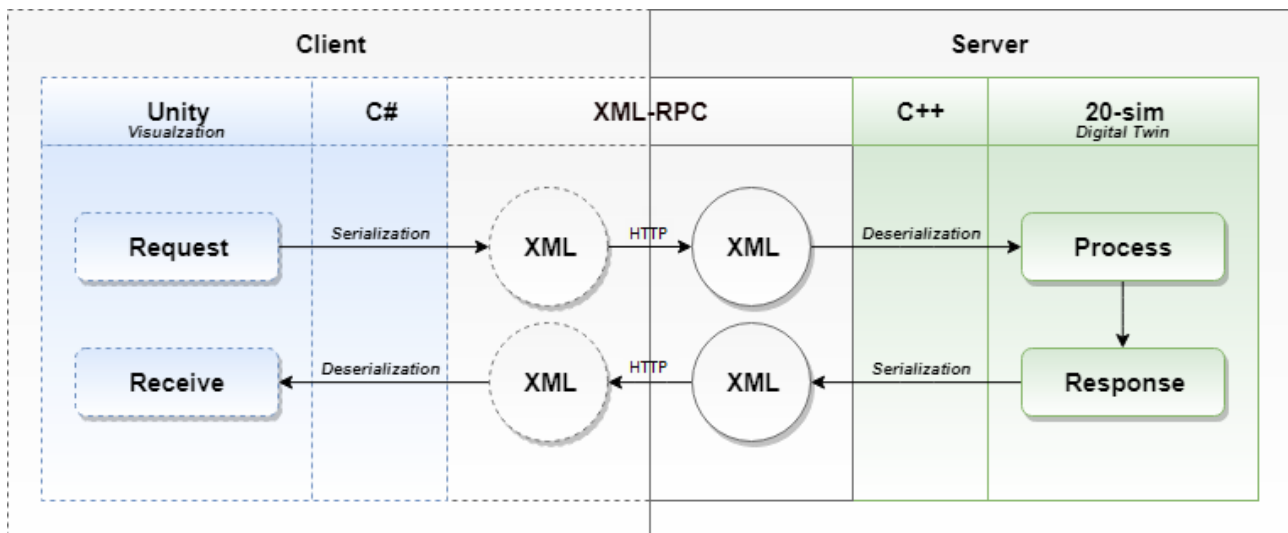 Client
Server
Unity
Visualzation
C#
XML-RPC
C++
20-sim
Digital Twin
Request
Serialization
XML
HTTP
XML
Deserialization
Process
Receive
Deserialization
XML
HTTP
XML
Serialization
Response